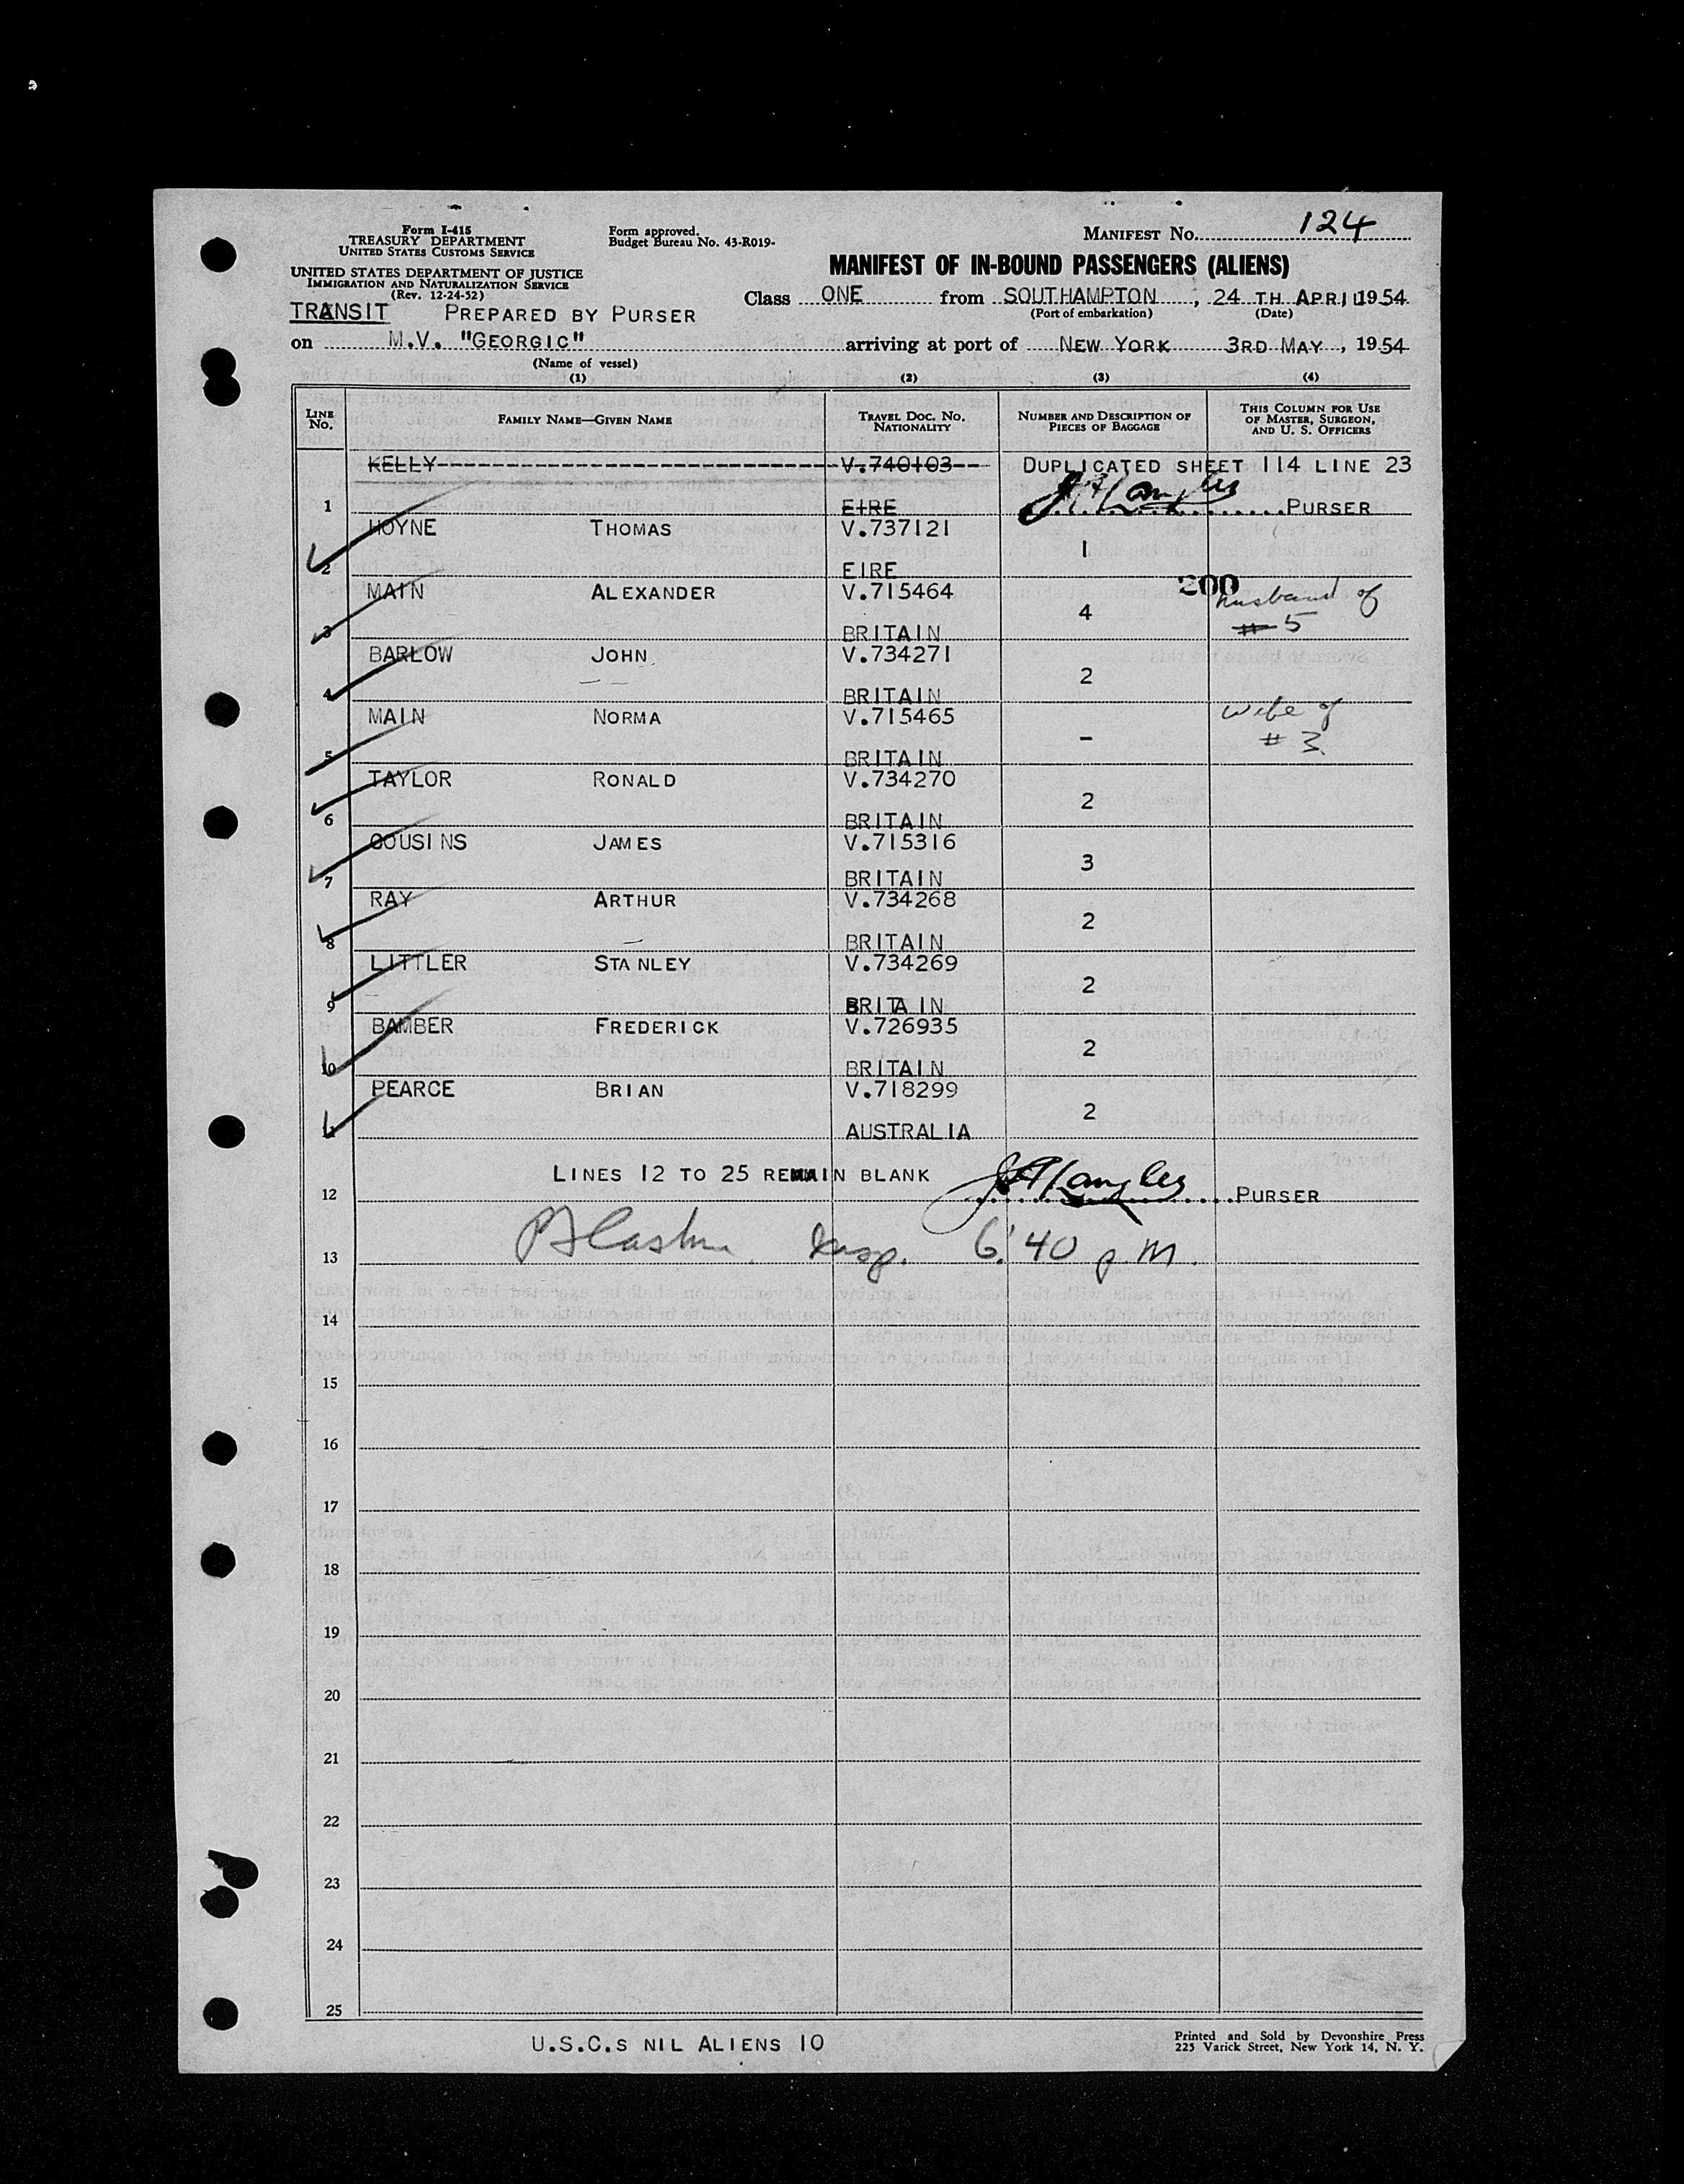 Form I-415
TREASURY DEPARTMENT
UNITED STATES CUSTOMS SERVICE
Form approved.
Budget Bureau No. 43-R019-
MANIFEST No. 124
UNITED STATES DEPARTMENT OF JUSTICE
IMMIGRATION AND NATURALIZATION SERVICE
(Rev. 12-24-52)
MANIFEST OF IN-BOUND PASSENGERS (ALIENS)
Class ONE from SOUTHAMPTON, 24 TH APRIL 1954
(Port of embarkation) (Date)
TRANSIT PREPARED BY PURSER
on M.V. "GEORGIC" arriving at port of NEW YORK 3RD MAY, 1954
(Name of vessel)
(1) (2) (3) (4)
LINE NO. FAMILY NAME—GIVEN NAME TRAVEL DOC. NO. NATIONALITY NUMBER AND DESCRIPTION OF PIECES OF BAGGAGE THIS COLUMN FOR USE OF MASTER, SURGEON, AND U. S. OFFICERS
KELLY V.740103 DUPLICATED SHEET 114 LINE 23
1 EIRE J.A. Langley PURSER
HOYNE THOMAS V.737121
1
2 EIRE
200
MAIN ALEXANDER V.715464 husband of
4
3 BRITAIN # 5
BARLOW JOHN V.734271
2
4 BRITAIN
MAIN NORMA V.715465 wife of
-
5 BRITAIN # 3
TAYLOR RONALD V.734270
2
6 BRITAIN
COUSINS JAMES V.715316
3
7 BRITAIN
RAY ARTHUR V.734268
2
8 BRITAIN
LITTLER STANLEY V.734269
2
9 BRITAIN
BAMBER FREDERICK V.726935
2
10 BRITAIN
PEARCE BRIAN V.718299
2
11 AUSTRALIA
LINES 12 TO 25 REMAIN BLANK J.A. Langley
12 PURSER
13 Insp. 6:40 p.m.
14
15
16
17
18
19
20
21
22
23
24
25
U.S.C.s NIL ALIENS 10
Printed and Sold by Devonshire Press
225 Varick Street, New York 14, N. Y.